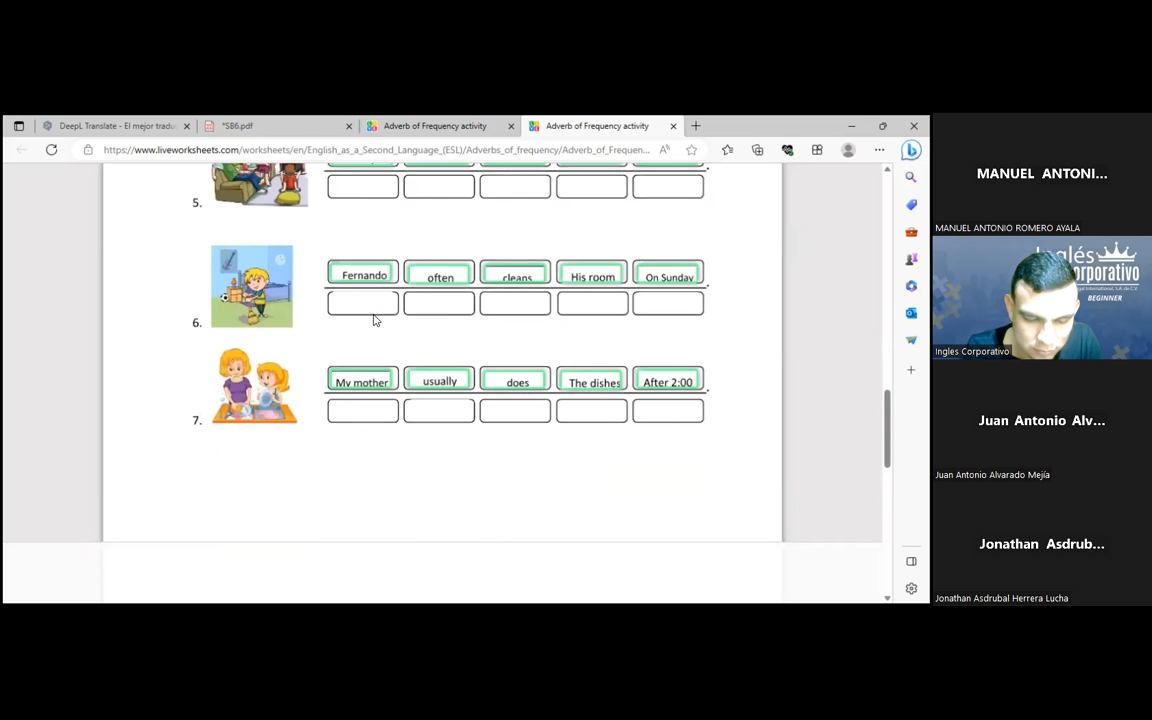 DeepL Translate - El mejor tradu
*SB6.pdf
Adverb of Frequency activity
Adverb of Frequency activity
https://www.liveworksheets.com/worksheets/en/English_as_a_Second_Language_(ESL)/Adverbs_of_frequency/Adverb_of_Frequen...
5.
Fernando often cleans His room On Sunday .
6.
My mother usually does The dishes After 2:00 .
7.
MANUEL ANTONI...
MANUEL ANTONIO ROMERO AYALA
Inglés
BEGINNER
Ingles Corporativo
Juan Antonio Alv...
Juan Antonio Alvarado Mejía
Jonathan Asdrub...
Jonathan Asdrubal Herrera Lucha